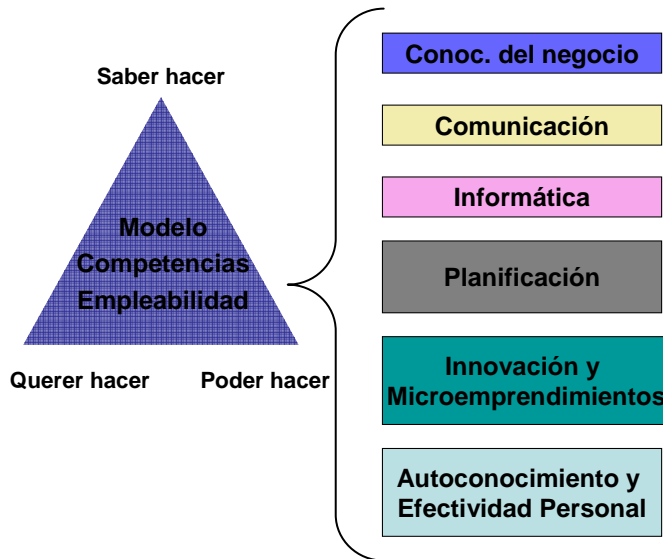 Saber hacer
Modelo
Competencias
Empleabilidad
Querer hacer
Poder hacer
Conoc. del negocio
Comunicación
Informática
Planificación
Innovación y
Microemprendimientos
Autoconocimiento y
Efectividad Personal